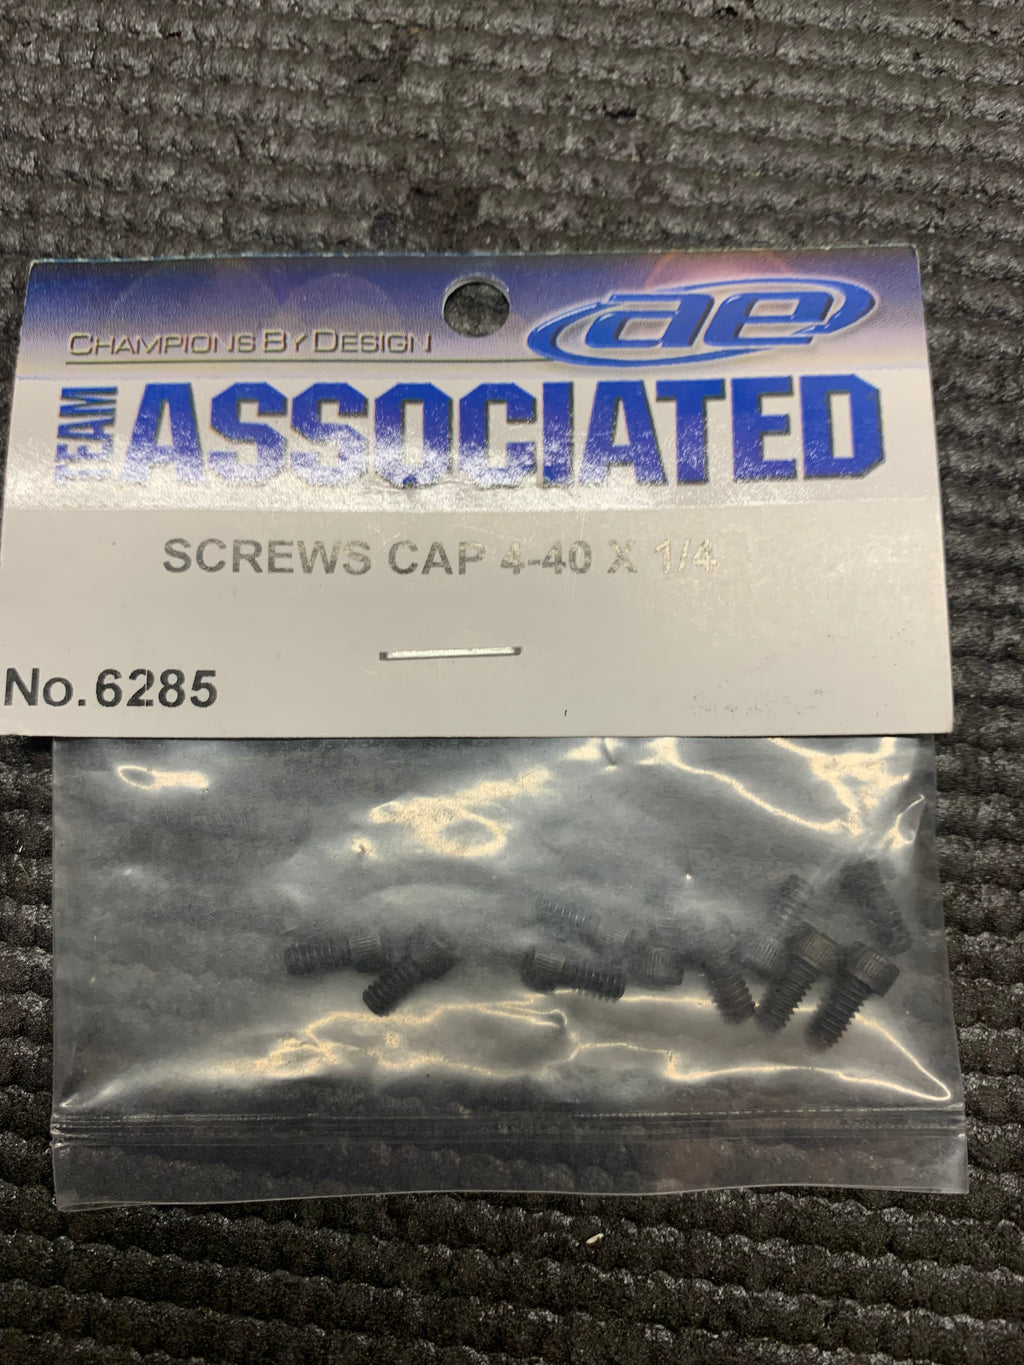 CHAMPIONS BY DESIGN
ae
TEAM ASSOCIATED
SCREWS CAP 4-40 X 1/4
No. 6285